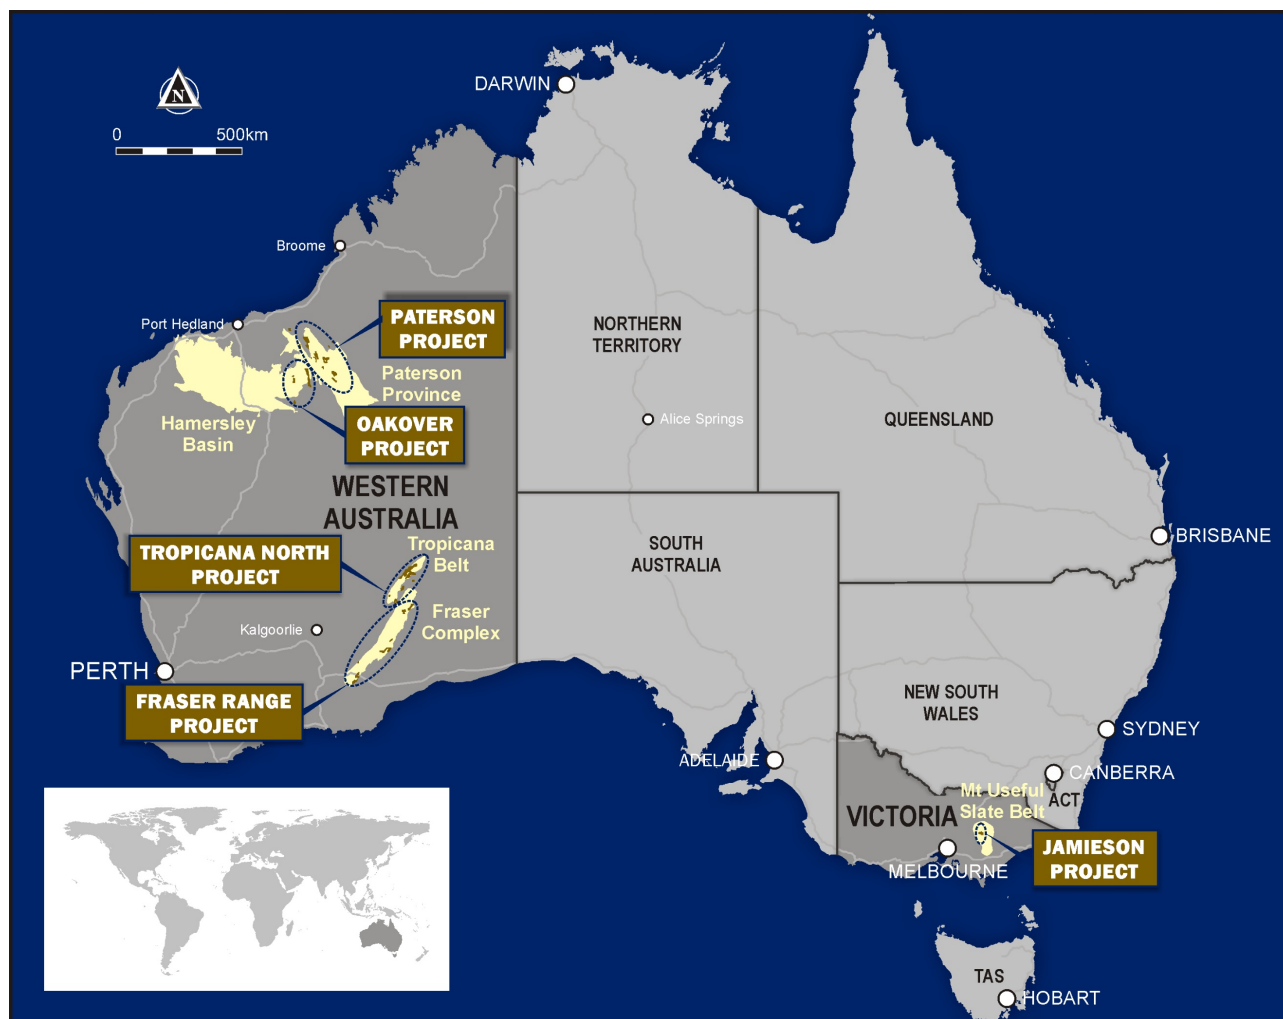 DARWIN
N
0 500km
Broome
Port Hedland
PATERSON
PROJECT
NORTHERN
TERRITORY
Paterson
Province
Hamersley
Basin
OAKOVER
PROJECT
Alice Springs
QUEENSLAND
WESTERN
AUSTRALIA
TROPICANA NORTH
PROJECT
Tropicana
Belt
SOUTH
AUSTRALIA
BRISBANE
Kalgoorlie
Fraser
Complex
PERTH
FRASER RANGE
PROJECT
NEW SOUTH
WALES
SYDNEY
ADELAIDE
CANBERRA
ACT
Mt Useful
Slate Belt
VICTORIA
JAMIESON
PROJECT
MELBOURNE
TAS
HOBART